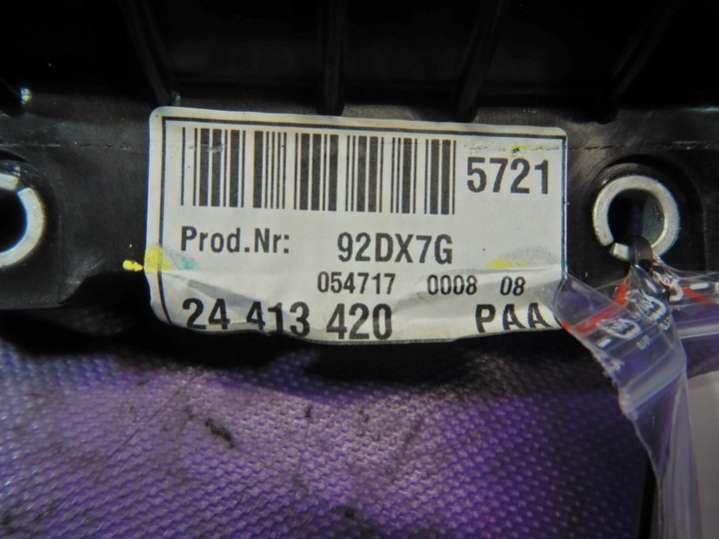 5721
Prod.Nr: 92DX7G
054717 0008 08
24 413 420 PAA